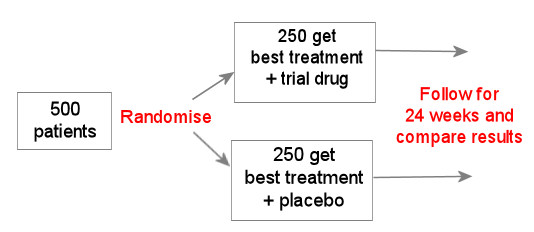 500
patients
Randomise
250 get
best treatment
+ trial drug
250 get
best treatment
+ placebo
Follow for
24 weeks and
compare results